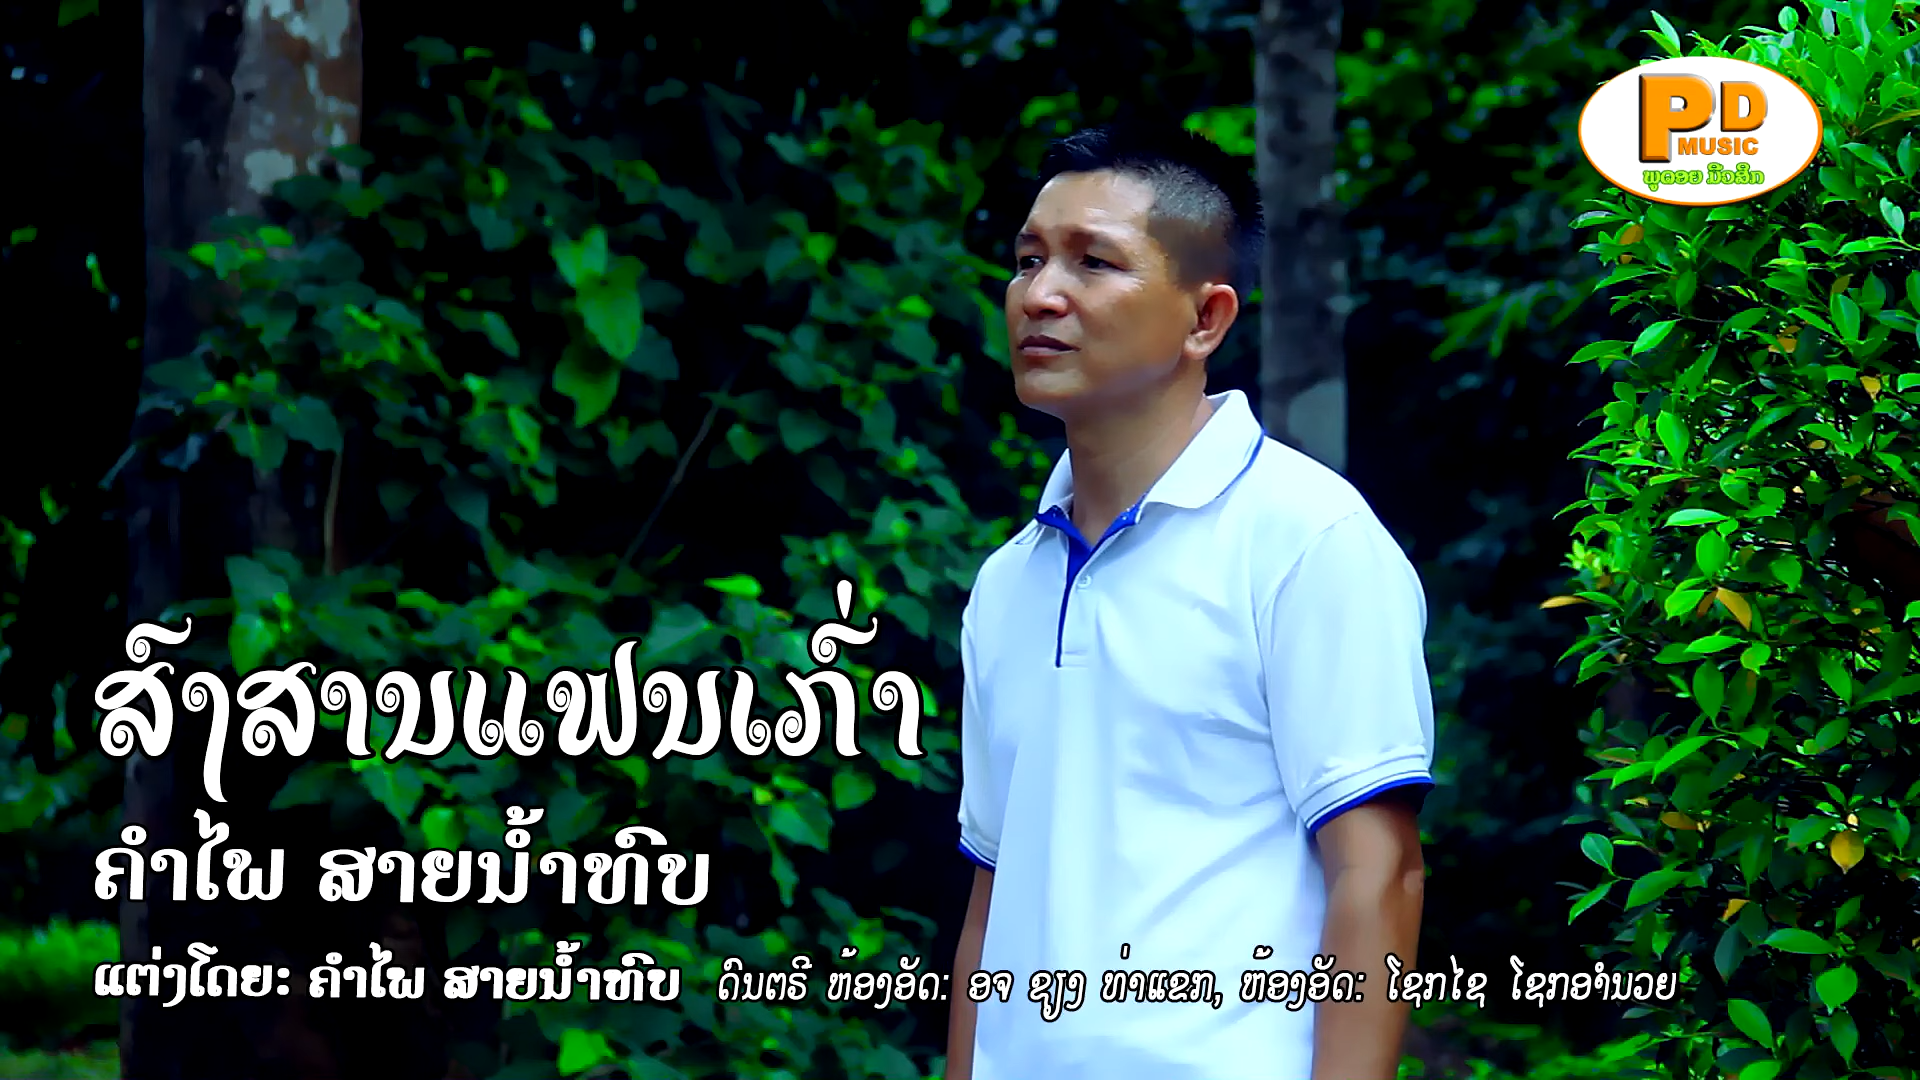 PD
MUSIC
ພູດອຍ ມີວສິກ
ສົງສານແຟນເກົ່າ
ຄຳໄພ ສາຍນ້ຳທົບ
ແຕ່ງໂດຍ: ຄຳໄພ ສາຍນ້ຳທົບ ດົນຕຣີ ຫ້ອງອັດ: ອຈ ຊຽງ ທ່າແຂກ, ຫ້ອງອັດ: ໂຊກໄຊ ໂຊກອຳນວຍ